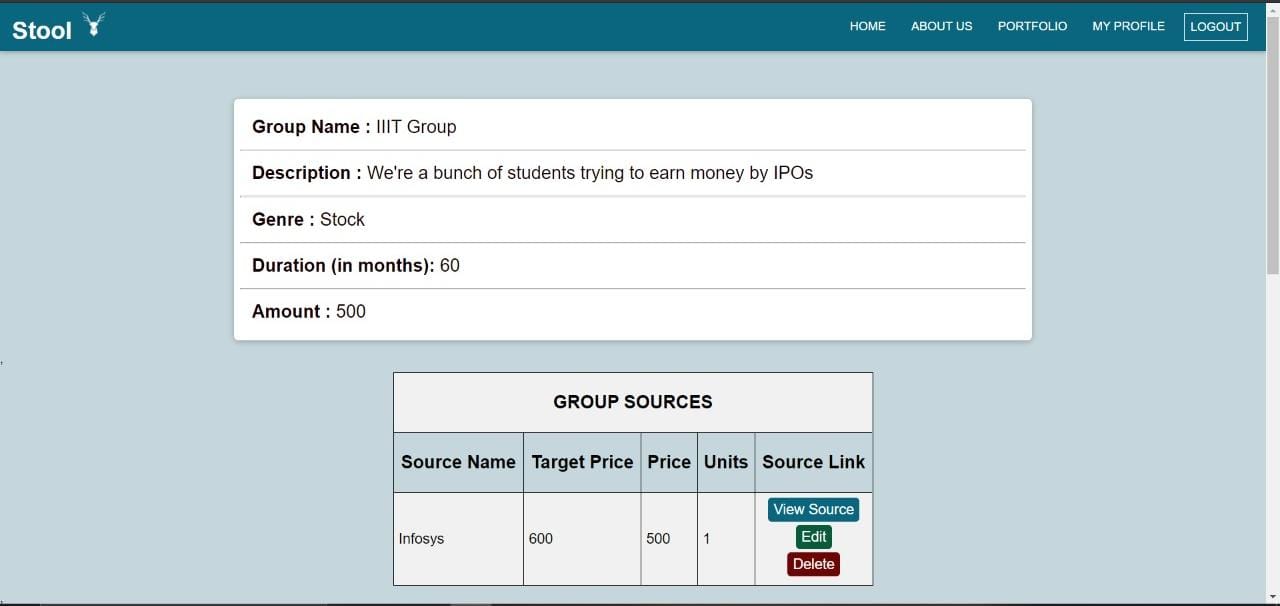 Stool
HOME ABOUT US PORTFOLIO MY PROFILE LOGOUT
Group Name : IIIT Group
Description : We're a bunch of students trying to earn money by IPOs
Genre : Stock
Duration (in months): 60
Amount : 500
,
GROUP SOURCES
Source Name Target Price Price Units Source Link
Infosys 600 500 1 View Source
Edit
Delete
,